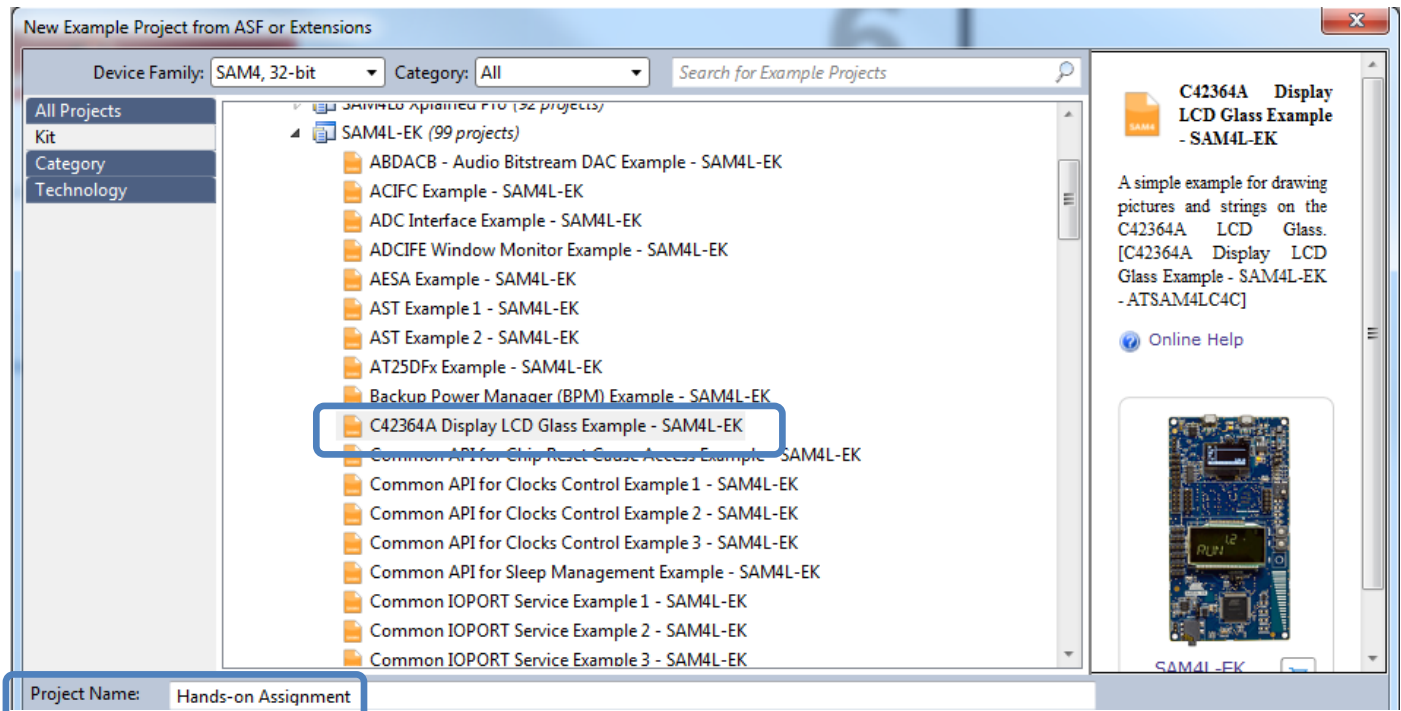 New Example Project from ASF or Extensions
Device Family: SAM4, 32-bit Category: All Search for Example Projects
All Projects
Kit
Category
Technology
SAM4L8 Xplained Pro (92 projects)
SAM4L-EK (99 projects)
ABDACB - Audio Bitstream DAC Example - SAM4L-EK
ACIFC Example - SAM4L-EK
ADC Interface Example - SAM4L-EK
ADCIFE Window Monitor Example - SAM4L-EK
AESA Example - SAM4L-EK
AST Example 1 - SAM4L-EK
AST Example 2 - SAM4L-EK
AT25DFx Example - SAM4L-EK
Backup Power Manager (BPM) Example - SAM4L-EK
C42364A Display LCD Glass Example - SAM4L-EK
Common API for Chip Reset Cause Access Example - SAM4L-EK
Common API for Clocks Control Example 1 - SAM4L-EK
Common API for Clocks Control Example 2 - SAM4L-EK
Common API for Clocks Control Example 3 - SAM4L-EK
Common API for Sleep Management Example - SAM4L-EK
Common IOPORT Service Example 1 - SAM4L-EK
Common IOPORT Service Example 2 - SAM4L-EK
Common IOPORT Service Example 3 - SAM4L-EK
SAM4
C42364A Display
LCD Glass Example
- SAM4L-EK
A simple example for drawing
pictures and strings on the
C42364A LCD Glass.
[C42364A Display LCD
Glass Example - SAM4L-EK
- ATSAM4LC4C]
Online Help
1.2
RUN
SAM4L-EK
Project Name: Hands-on Assignment